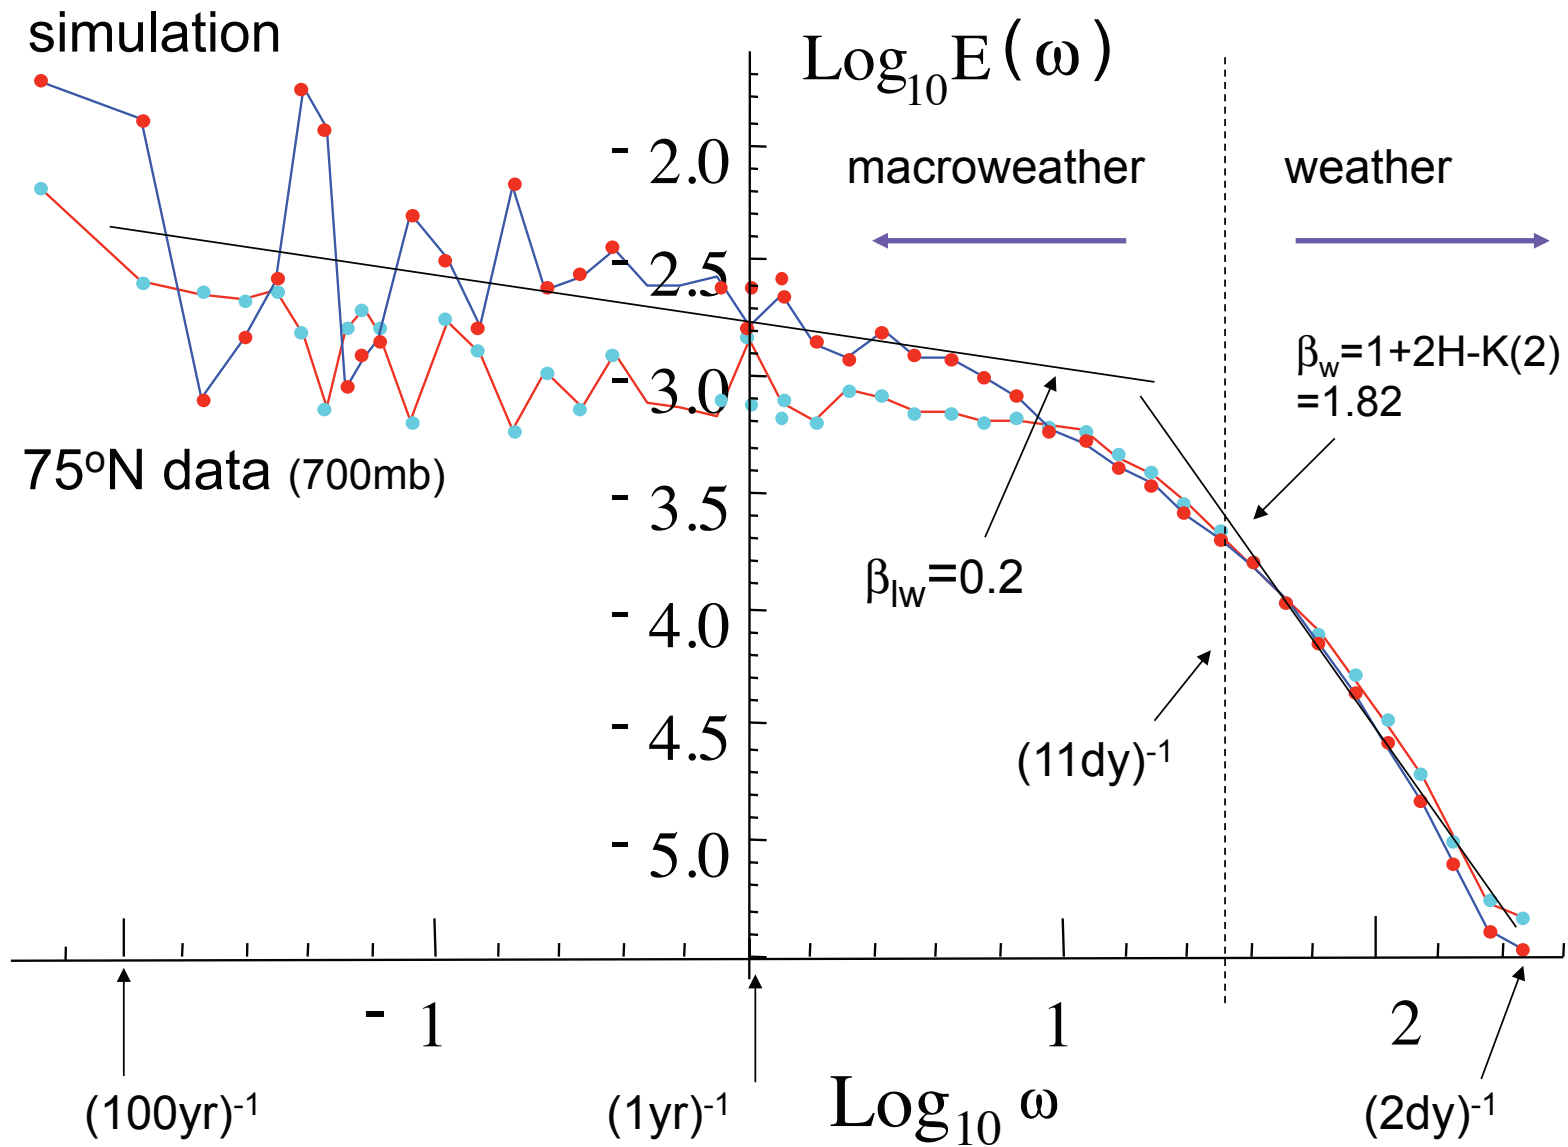 simulation
Log₁₀E(ω)
- 2.0
macroweather
weather
- 2.5
βw=1+2H-K(2)
=1.82
- 3.0
75ºN data (700mb)
- 3.5
βlw=0.2
- 4.0
- 4.5
(11dy)⁻¹
- 5.0
- 1
1
2
(100yr)⁻¹
(1yr)⁻¹
Log₁₀ ω
(2dy)⁻¹